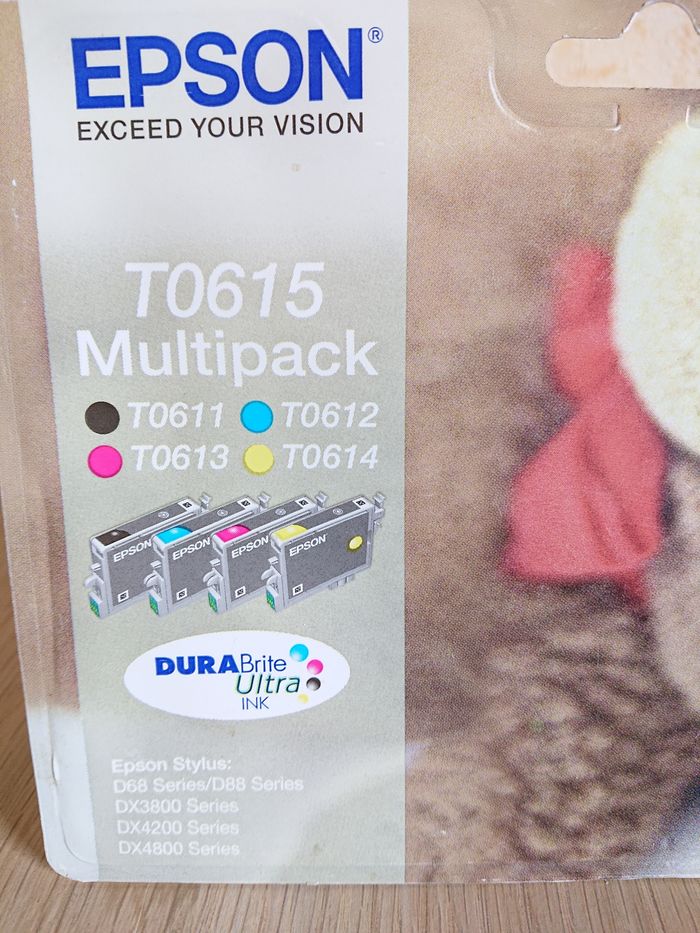 EPSON®
EXCEED YOUR VISION
T0615
Multipack
T0611 T0612
T0613 T0614
EPSON EPSON EPSON EPSON
DURABrite
Ultra
INK
Epson Stylus:
D68 Series/D88 Series
DX3800 Series
DX4200 Series
DX4800 Series